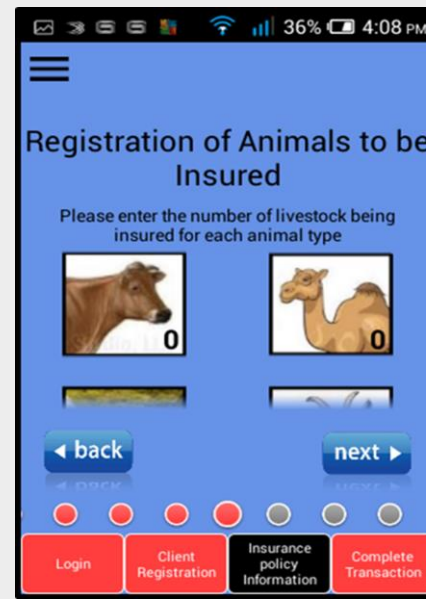 36% 4:08 PM
Registration of Animals to be
Insured
Please enter the number of livestock being
insured for each animal type
0
0
back
next
Login
Client
Registration
Insurance
policy
Information
Complete
Transaction